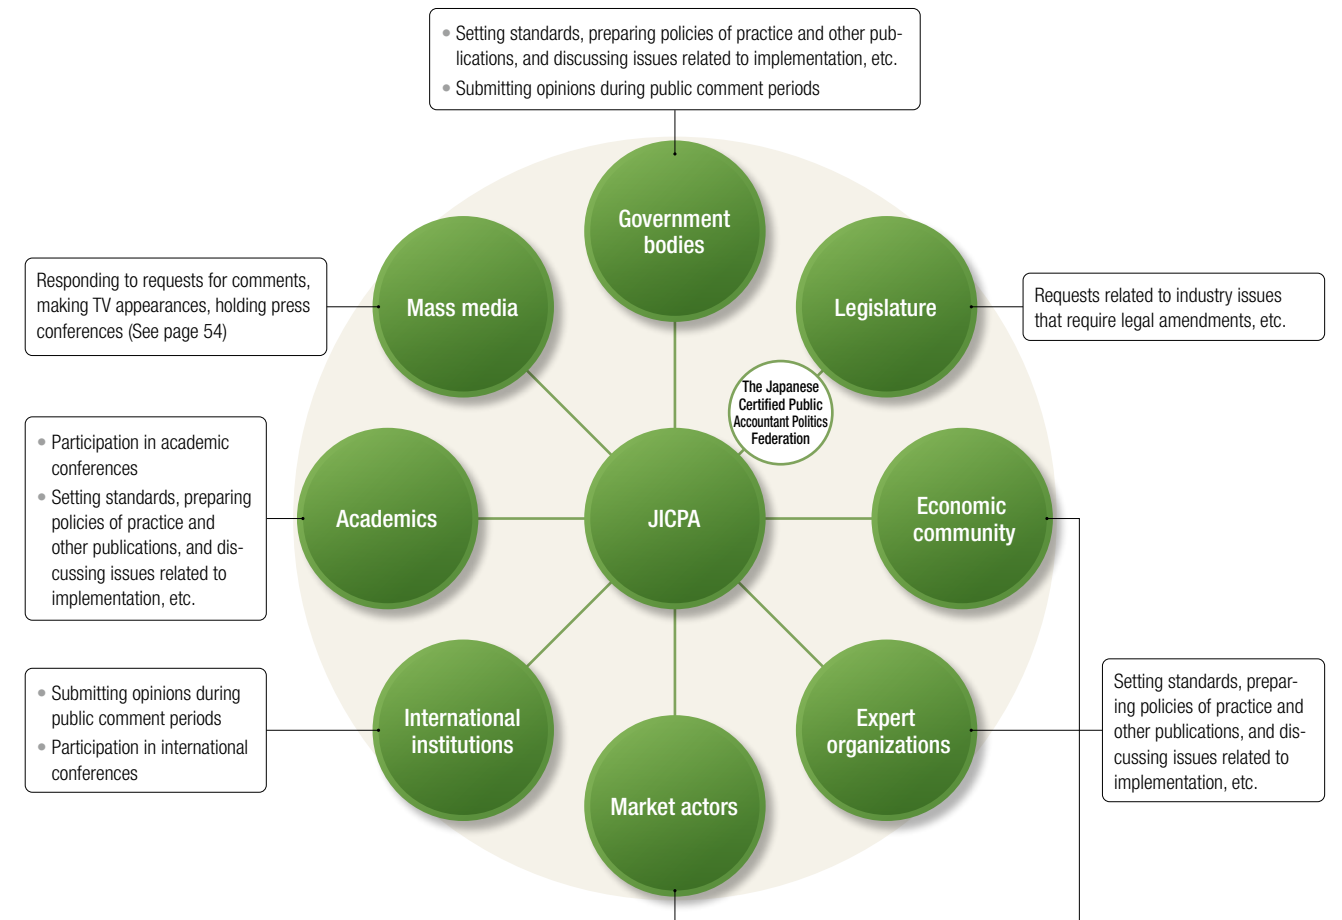 • Setting standards, preparing policies of practice and other pub-
lications, and discussing issues related to implementation, etc.
• Submitting opinions during public comment periods
Government
bodies
Mass media
Legislature
Responding to requests for comments,
making TV appearances, holding press
conferences (See page 54)
Requests related to industry issues
that require legal amendments, etc.
The Japanese
Certified Public
Accountant Politics
Federation
• Participation in academic
conferences
• Setting standards, preparing
policies of practice and
other publications, and dis-
cussing issues related to
implementation, etc.
Academics
JICPA
Economic
community
• Submitting opinions during
public comment periods
• Participation in international
conferences
International
institutions
Market actors
Expert
organizations
Setting standards, prepar-
ing policies of practice and
other publications, and dis-
cussing issues related to
implementation, etc.